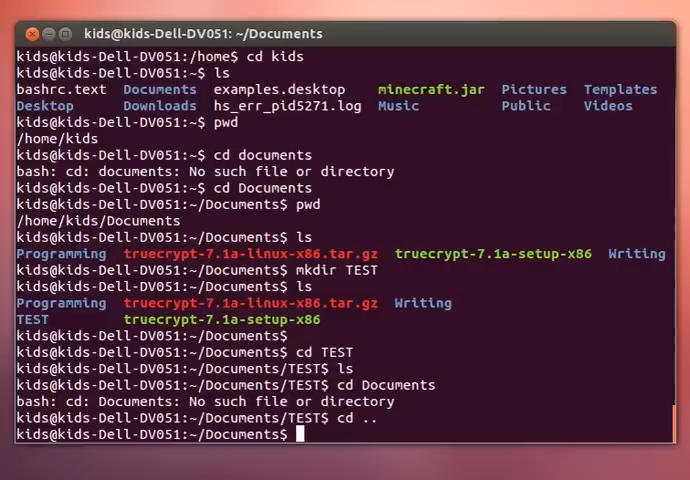 kids@kids-Dell-DV051: ~/Documents
kids@kids-Dell-DV051:/home$ cd kids
kids@kids-Dell-DV051:~$ ls
bashrc.text  Documents  examples.desktop  minecraft.jar  Pictures  Templates
Desktop  Downloads  hs_err_pid5271.log  Music  Public  Videos
kids@kids-Dell-DV051:~$ pwd
/home/kids
kids@kids-Dell-DV051:~$ cd documents
bash: cd: documents: No such file or directory
kids@kids-Dell-DV051:~$ cd Documents
kids@kids-Dell-DV051:~/Documents$ pwd
/home/kids/Documents
kids@kids-Dell-DV051:~/Documents$ ls
Programming  truecrypt-7.1a-linux-x86.tar.gz  truecrypt-7.1a-setup-x86  Writing
kids@kids-Dell-DV051:~/Documents$ mkdir TEST
kids@kids-Dell-DV051:~/Documents$ ls
Programming  truecrypt-7.1a-linux-x86.tar.gz  Writing
TEST  truecrypt-7.1a-setup-x86
kids@kids-Dell-DV051:~/Documents$
kids@kids-Dell-DV051:~/Documents$ cd TEST
kids@kids-Dell-DV051:~/Documents/TEST$ ls
kids@kids-Dell-DV051:~/Documents/TEST$ cd Documents
bash: cd: Documents: No such file or directory
kids@kids-Dell-DV051:~/Documents/TEST$ cd ..
kids@kids-Dell-DV051:~/Documents$